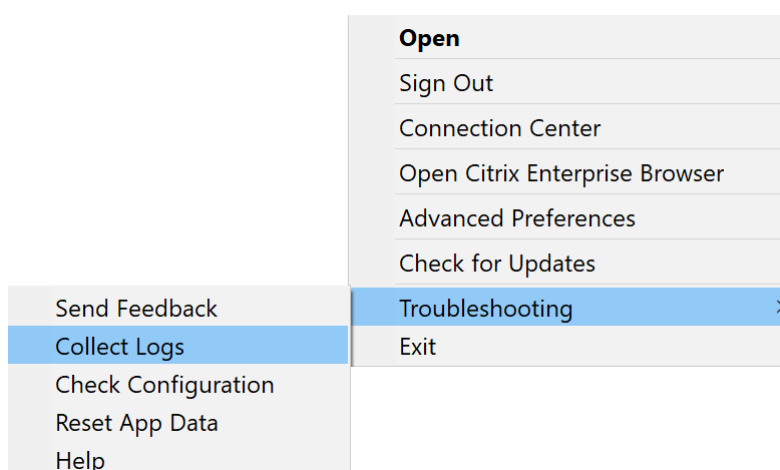 Open
Sign Out
Connection Center
Open Citrix Enterprise Browser
Advanced Preferences
Check for Updates
Troubleshooting
Exit
Send Feedback
Collect Logs
Check Configuration
Reset App Data
Help